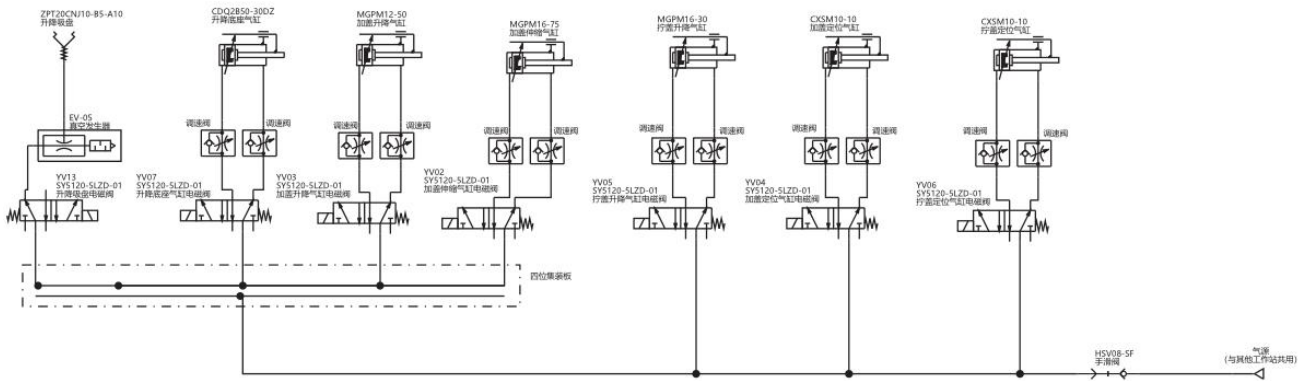 ZPT20CNJ10-B5-A10
升降吸盘
CDQ2B50-30DZ
升降底座气缸
MGPM12-50
加盖升降气缸
MGPM16-75
加盖伸缩气缸
MGPM16-30
拧盖升降气缸
CXSM10-10
加盖定位气缸
CXSM10-10
拧盖定位气缸
EV-05
真空发生器
调速阀
调速阀
调速阀
调速阀
调速阀
调速阀
调速阀
调速阀
调速阀
调速阀
调速阀
调速阀
YV13
SY5120-5LZD-01
升降吸盘电磁阀
YV07
SY5120-5LZD-01
升降底座气缸电磁阀
YV03
SY5120-5LZD-01
加盖升降气缸电磁阀
YV02
SY5120-5LZD-01
加盖伸缩气缸电磁阀
YV05
SY5120-5LZD-01
拧盖升降气缸电磁阀
YV04
SY5120-5LZD-01
加盖定位气缸电磁阀
YV06
SY5120-5LZD-01
拧盖定位气缸电磁阀
四位集装板
HSV08-SF
手滑阀
气源
(与其他工作站共用)